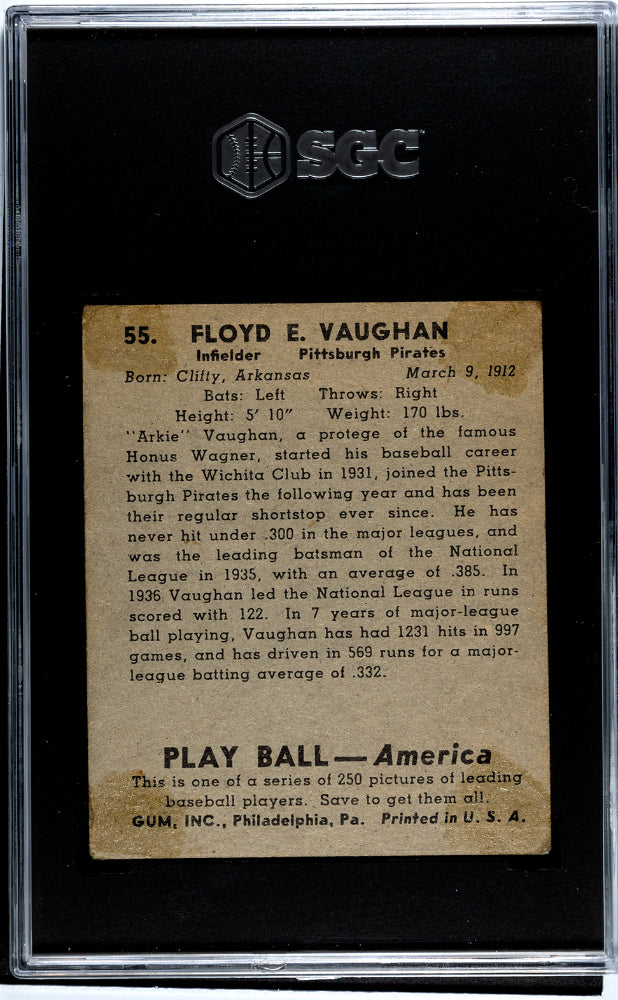 SGC
55. FLOYD E. VAUGHAN
Infielder Pittsburgh Pirates
Born: Clifty, Arkansas March 9, 1912
Bats: Left Throws: Right
Height: 5' 10" Weight: 170 lbs.
"Arkie" Vaughan, a protege of the famous
Honus Wagner, started his baseball career
with the Wichita Club in 1931, joined the Pitts-
burgh Pirates the following year and has been
their regular shortstop ever since. He has
never hit under .300 in the major leagues, and
was the leading batsman of the National
League in 1935, with an average of .385. In
1936 Vaughan led the National League in runs
scored with 122. In 7 years of major-league
ball playing, Vaughan has had 1231 hits in 997
games, and has driven in 569 runs for a major-
league batting average of .332.
PLAY BALL—America
This is one of a series of 250 pictures of leading
baseball players. Save to get them all.
GUM, INC., Philadelphia, Pa. Printed in U. S. A.